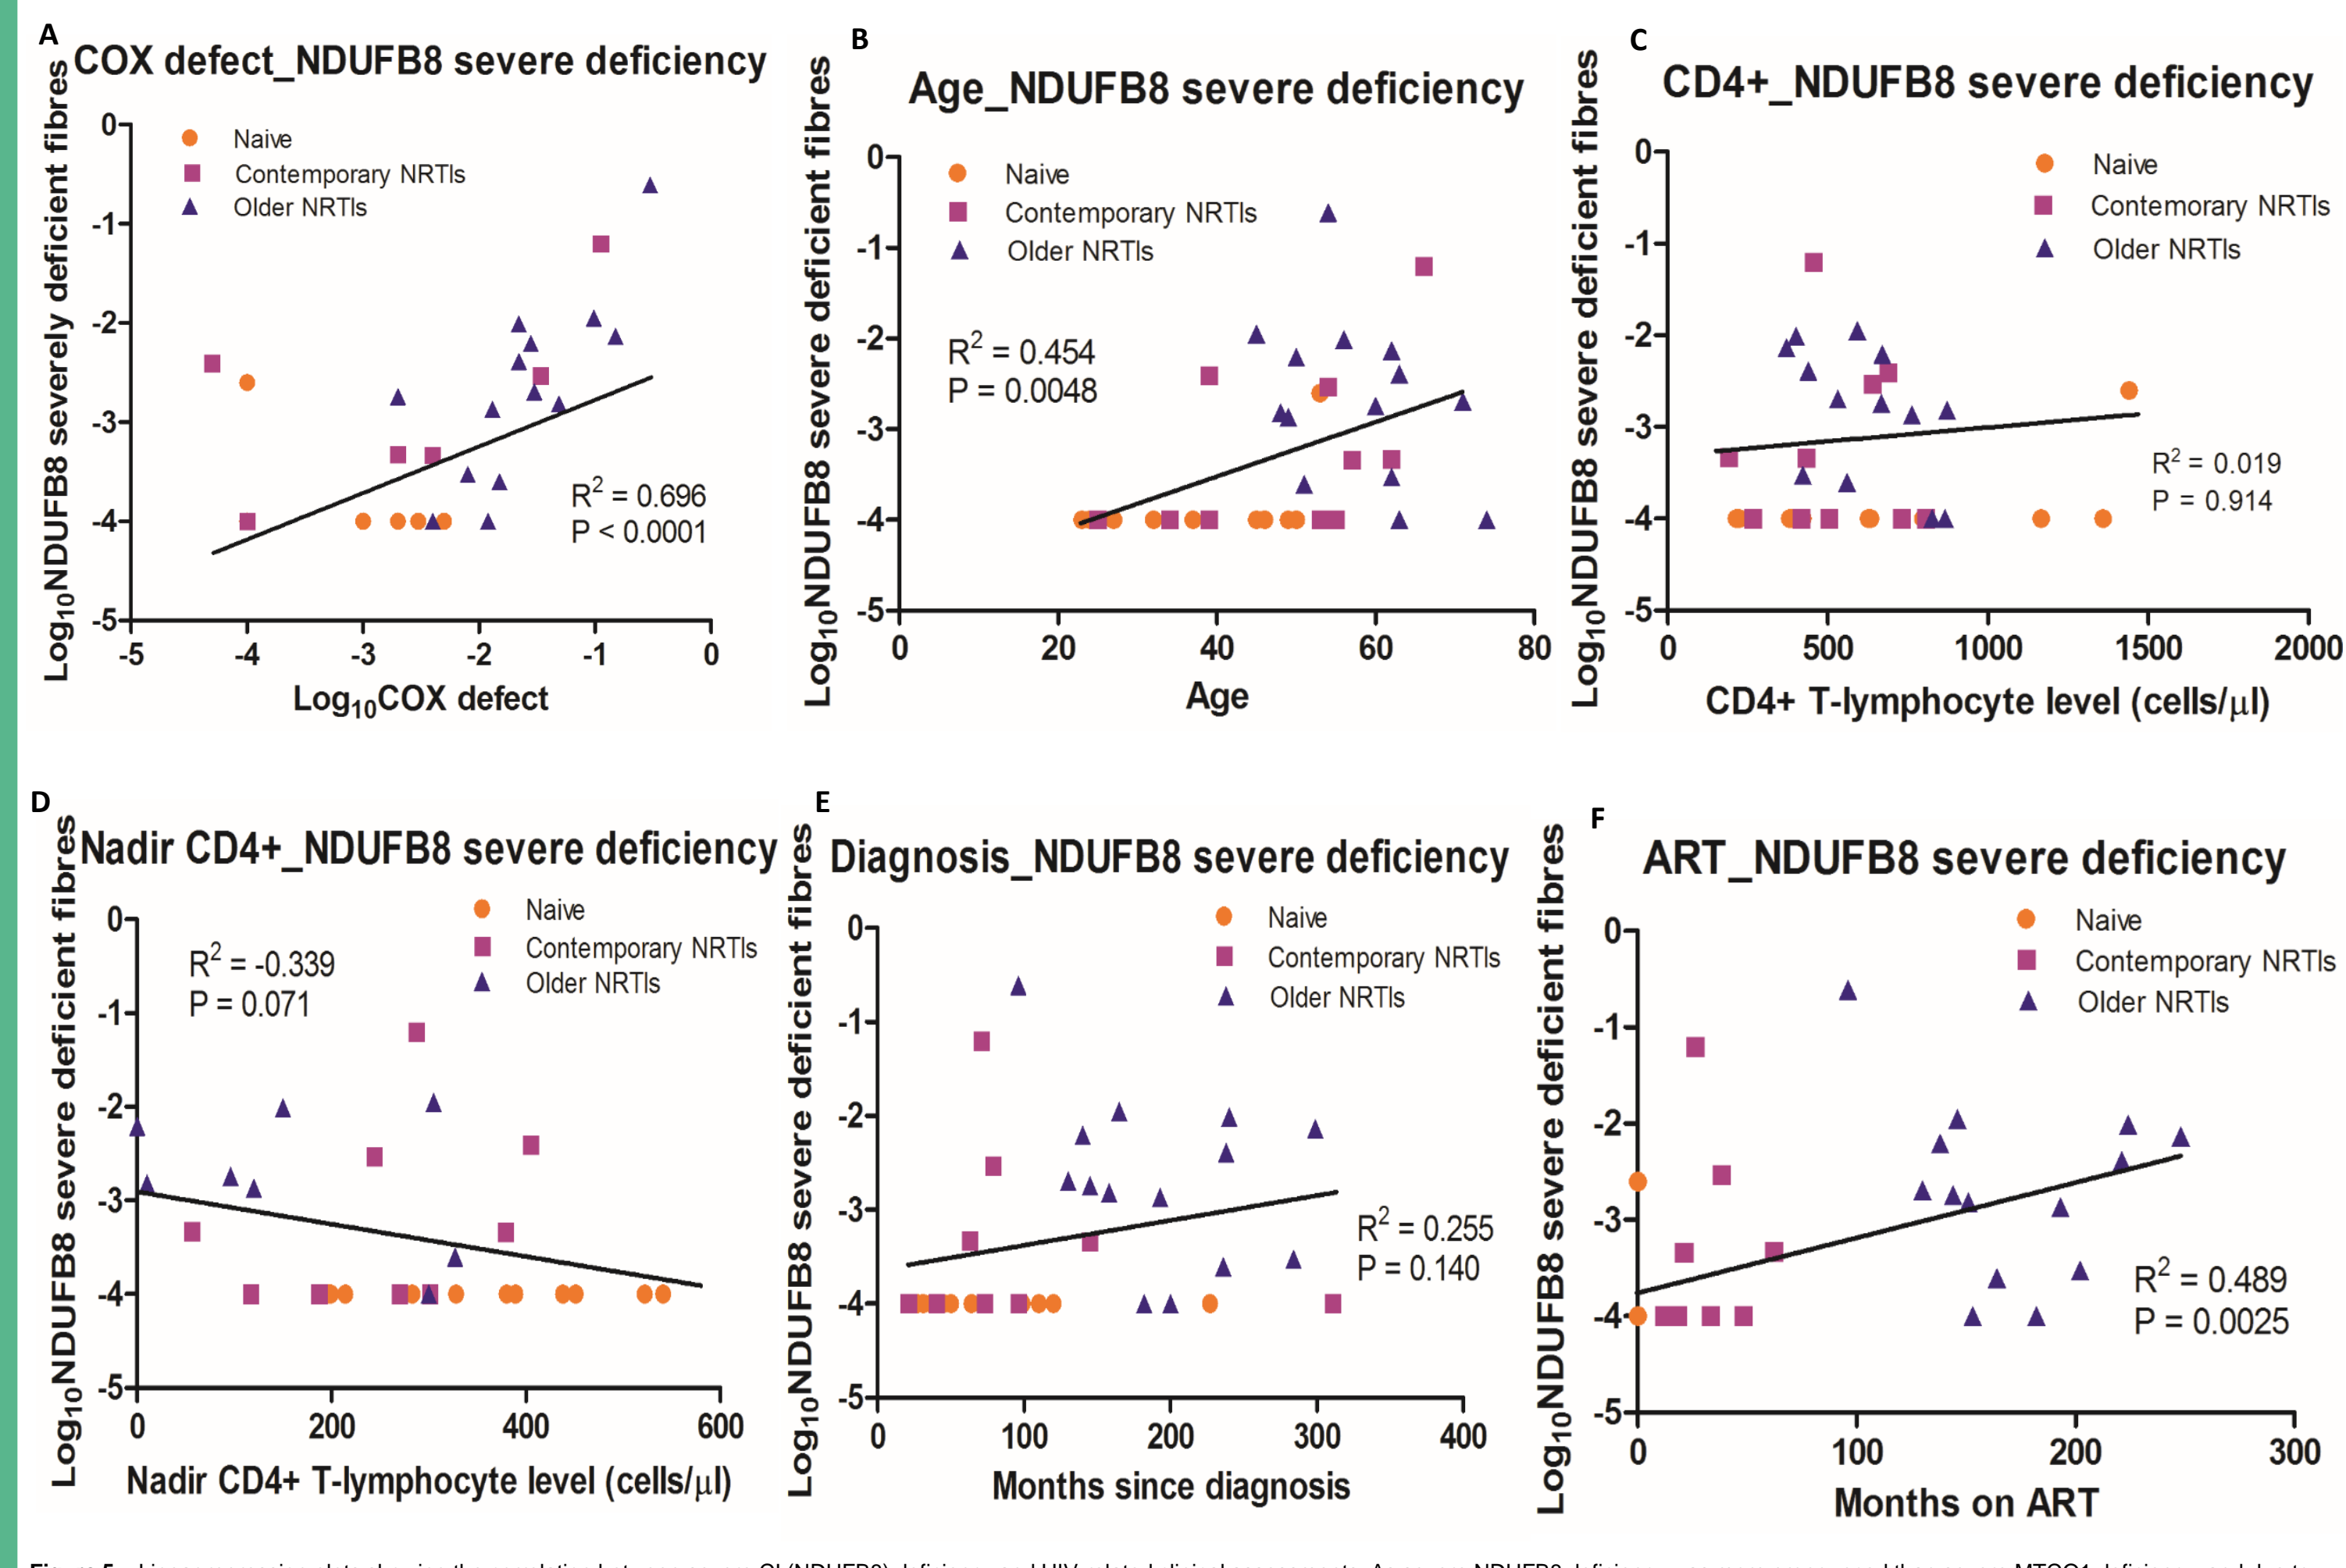 A
COX defect_NDUFB8 severe deficiency
Log10NDUFB8 severely deficient fibres
0
-1
-2
-3
-4
-5
Naive
Contemporary NRTIs
Older NRTIs
R2 = 0.696
P < 0.0001
-5 -4 -3 -2 -1 0
Log10COX defect
B
Age_NDUFB8 severe deficiency
Log10NDUFB8 severe deficient fibres
0
-1
-2
-3
-4
-5
Naive
Contemporary NRTIs
Older NRTIs
R2 = 0.454
P = 0.0048
0 20 40 60 80
Age
C
CD4+_NDUFB8 severe deficiency
Log10NDUFB8 severe deficient fibres
0
-1
-2
-3
-4
-5
Naive
Contemorary NRTIs
Older NRTIs
R2 = 0.019
P = 0.914
0 500 1000 1500 2000
CD4+ T-lymphocyte level (cells/μl)
D
Nadir CD4+_NDUFB8 severe deficiency
Log10NDUFB8 severe deficient fibres
0
-1
-2
-3
-4
-5
Naive
Contemporary NRTIs
Older NRTIs
R2 = -0.339
P = 0.071
0 200 400 600
Nadir CD4+ T-lymphocyte level (cells/μl)
E
Diagnosis_NDUFB8 severe deficiency
Log10NDUFB8 severe deficient fibres
0
-1
-2
-3
-4
-5
Naive
Contemporary NRTIs
Older NRTIs
R2 = 0.255
P = 0.140
0 100 200 300 400
Months since diagnosis
F
ART_NDUFB8 severe deficiency
Log10NDUFB8 severe deficient fibres
0
-1
-2
-3
-4
-5
Naive
Contemporary NRTIs
Older NRTIs
R2 = 0.489
P = 0.0025
0 100 200 300
Months on ART